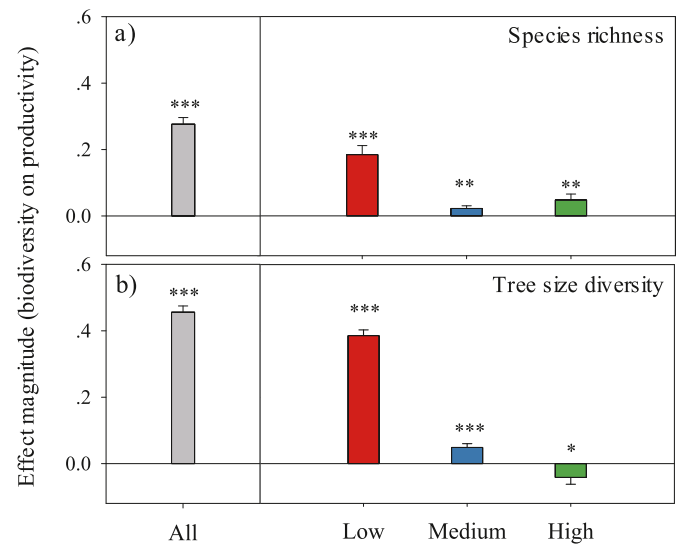 Effect magnitude (biodiversity on productivity)
a)
Species richness
.6
.4
.2
0.0
***
***
**
**
b)
Tree size diversity
.6
.4
.2
0.0
***
***
***
*
All
Low
Medium
High